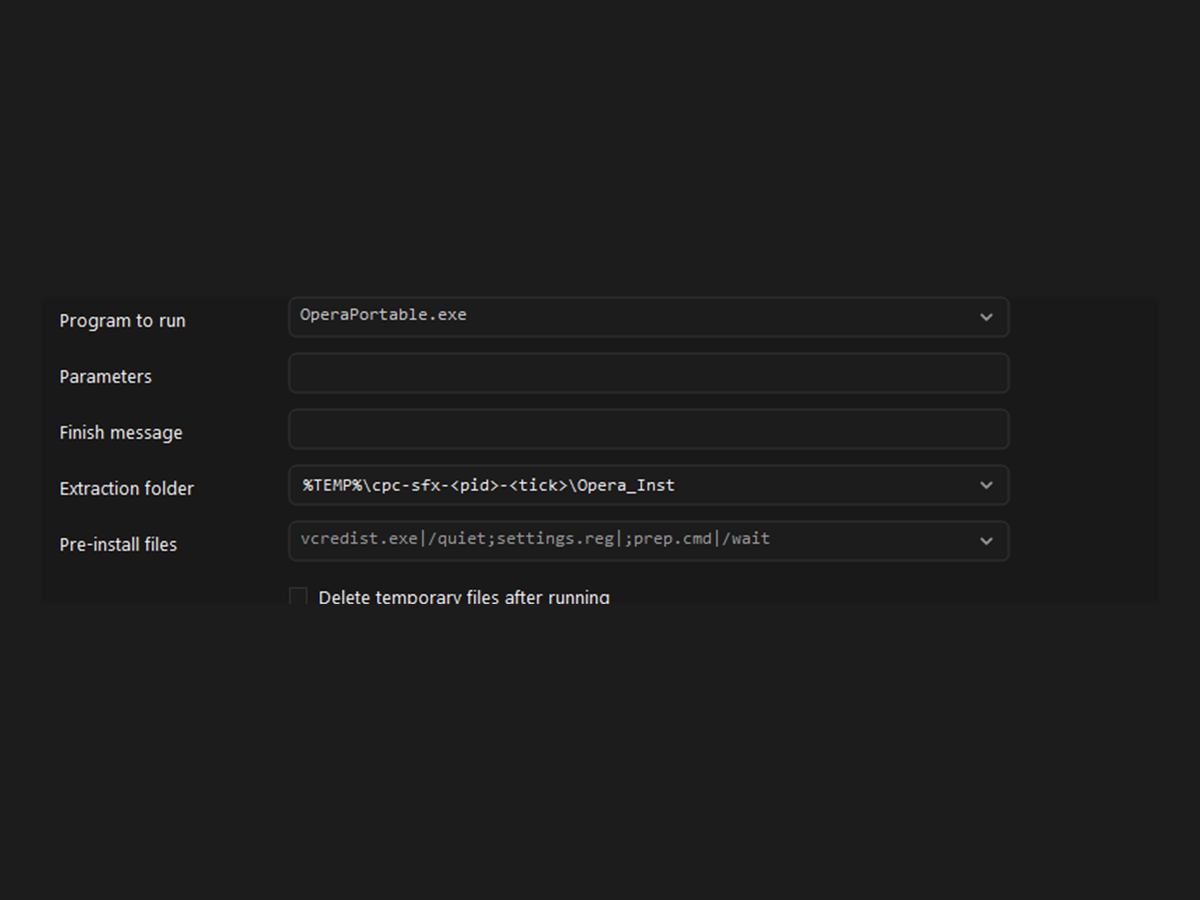 Program to run OperaPortable.exe
Parameters
Finish message
Extraction folder %TEMP%\cpc-sfx-<pid>-<tick>\Opera_Inst
Pre-install files vcredist.exe|/quiet;settings.reg|;prep.cmd|/wait
Delete temporary files after running